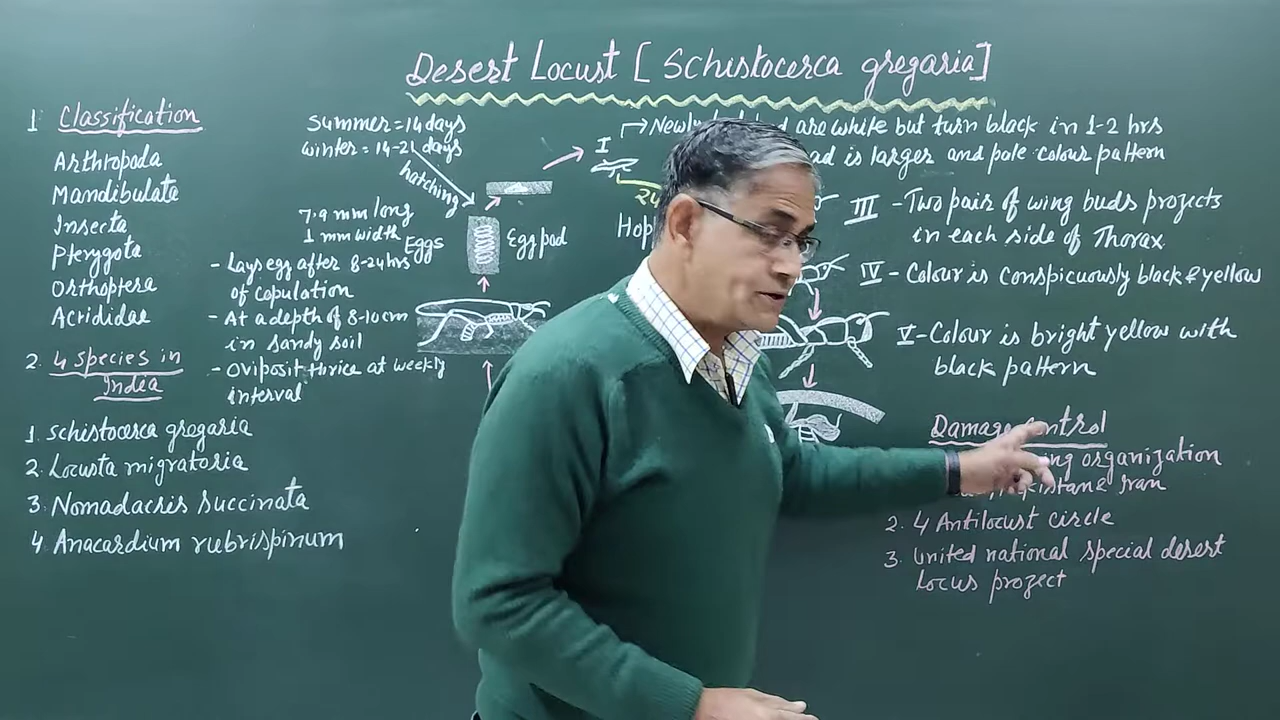 Desert Locust [Schistocerca gregaria]
1 Classification
Arthropoda
Mandibulata
Insecta
Pterygota
Orthoptera
Acrididae
2. 4 Species in
India
1. Schistocerca gregaria
2. Locusta migratoria
3. Nomadacris succinata
4. Anacardium rubrispinum
Summer = 14 days
winter = 14-21 days
hatching
7.9 mm long
1 mm width
Eggs
Egg pod
- Lays egg after 8-24 hrs
of copulation
- At a depth of 8-10 cm
in sandy soil
- Oviposit thrice at weekly
interval
I
are white but turn black in 1-2 hrs
is larger and pale colour pattern
III - Two pair of wing buds projects
in each side of Thorax
IV - Colour is conspicuously black & yellow
V - Colour is bright yellow with
black pattern
Damage control
organization
Iran
2. 4 Antilocust circle
3. united national special desert
locus project